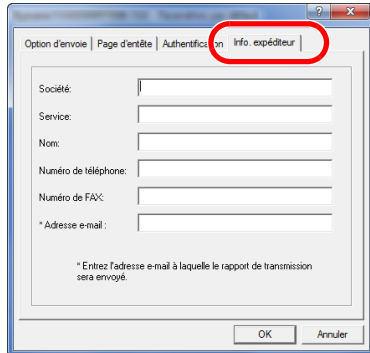 Option d'envoie Page d'entête Authentification Info. expéditeur
Société:
Service:
Nom:
Numéro de téléphone:
Numéro de FAX:
* Adresse e-mail :
* Entrez l'adresse e-mail à laquelle le rapport de transmission
sera envoyé.
OK Annuler